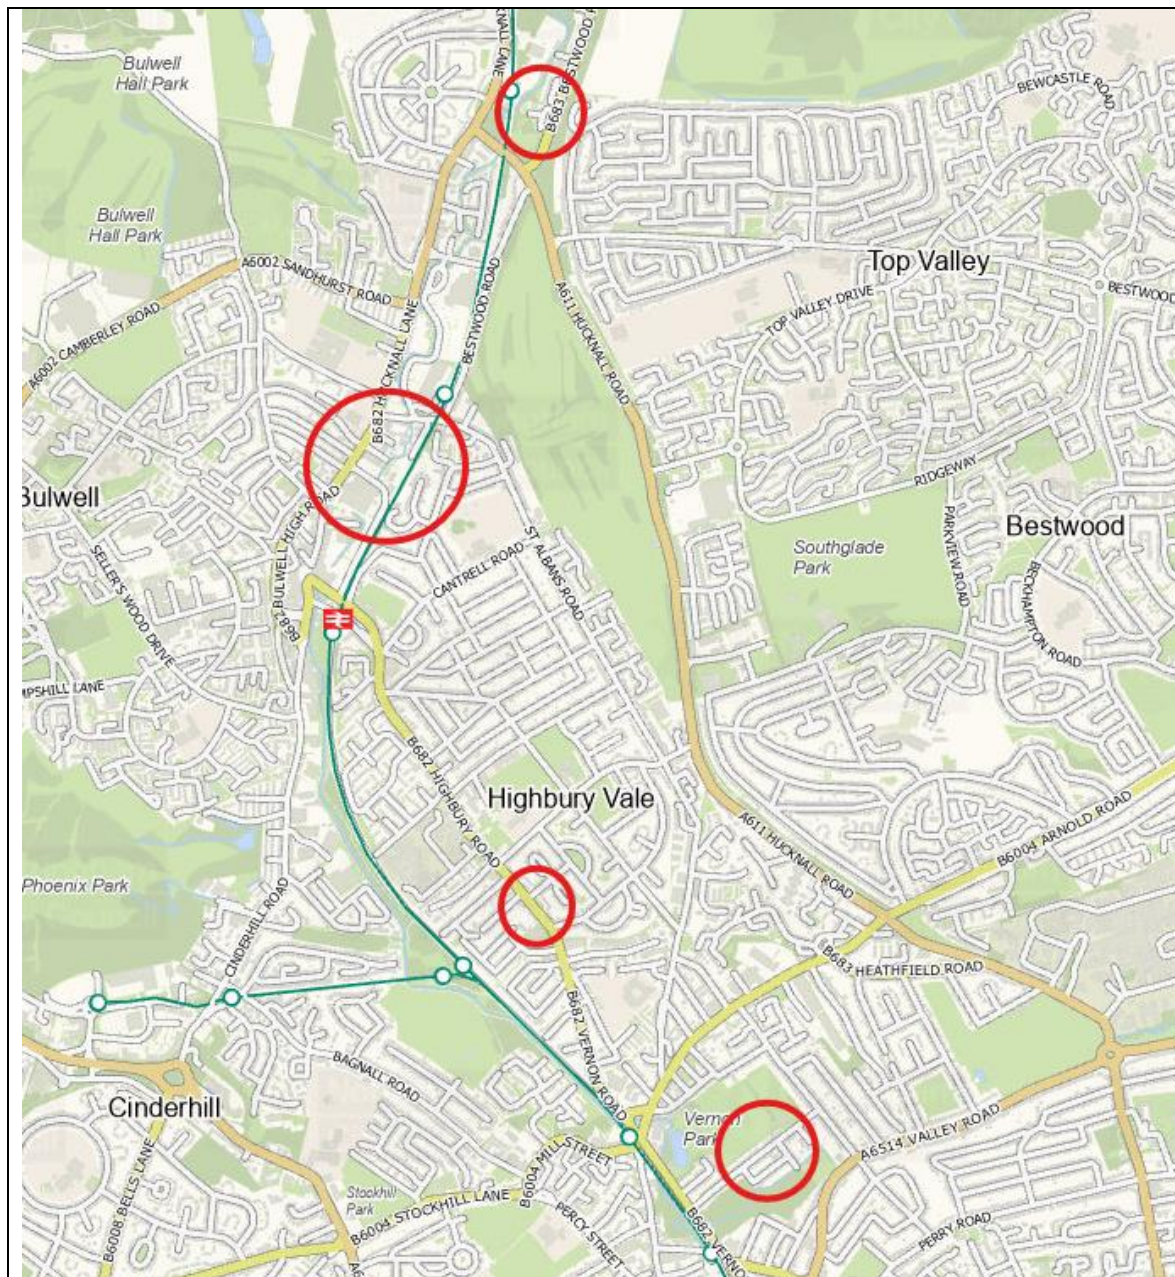 KNALL LANE
B683 BESTWOOD R
Bulwell
Hall Park
BEWCASTLE ROAD
Bulwell
Hall Park
A6002 SANDHURST ROAD
Top Valley
BESTWOOD
A6002 CAMBERLEY ROAD
B682 HUCKNALL LANE
BESTWOOD ROAD
A611 HUCKNALL ROAD
TOP VALLEY DRIVE
RIDGEWAY
Bulwell
B682 BULWELL HIGH ROAD
ST ALBANS ROAD
CANTRELL ROAD
Southglade
Park
PARKVIEW ROAD
Bestwood
BECKHAMPTON ROAD
SELLER'S WOOD DRIVE
MPSHILL LANE
B682 HIGHBURY ROAD
Highbury Vale
A611 HUCKNALL ROAD
B6004 ARNOLD ROAD
Phoenix Park
CINDERHILL ROAD
B683 HEATHFIELD ROAD
B682 VERNON ROAD
BAGNALL ROAD
Cinderhill
Vernon
Park
A6514 VALLEY ROAD
B6004 MILL STREET
Stockhill
Park
B6004 STOCKHILL LANE
B6008 BELLS LANE
PERCY STREET
B682 VERNO
PERRY ROAD
A6